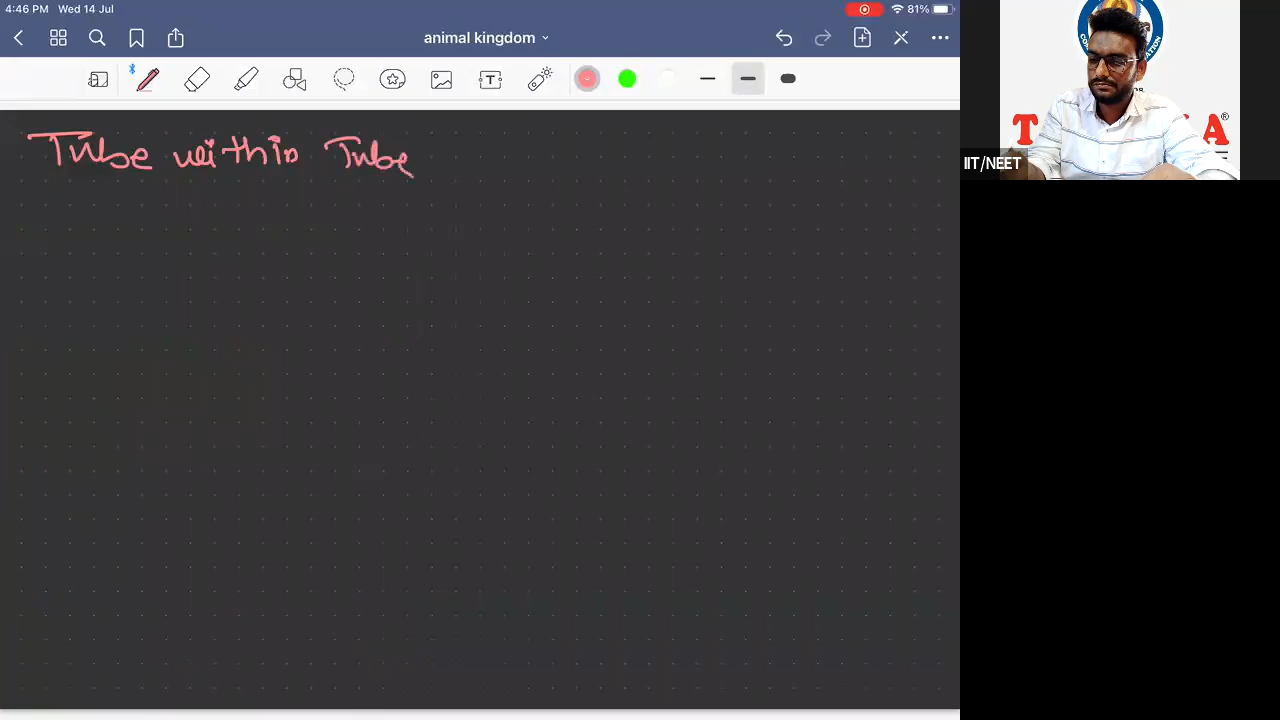 4:46 PM Wed 14 Jul
81%
animal kingdom
T
Tube within Tube
T A®
IIT/NEET